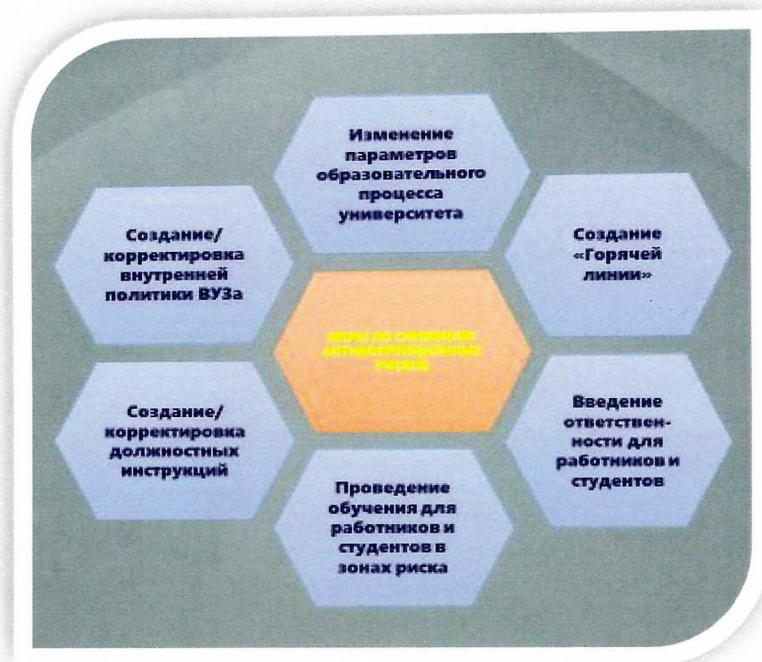 Изменение
параметров
образовательного
процесса
университета
Создание/
корректировка
внутренней
политики ВУЗа
Создание
«Горячей
линии»
РИСКОВ
Создание/
корректировка
должностных
инструкций
Введение
ответствен-
ности для
работников и
студентов
Проведение
обучения для
работников и
студентов в
зонах риска